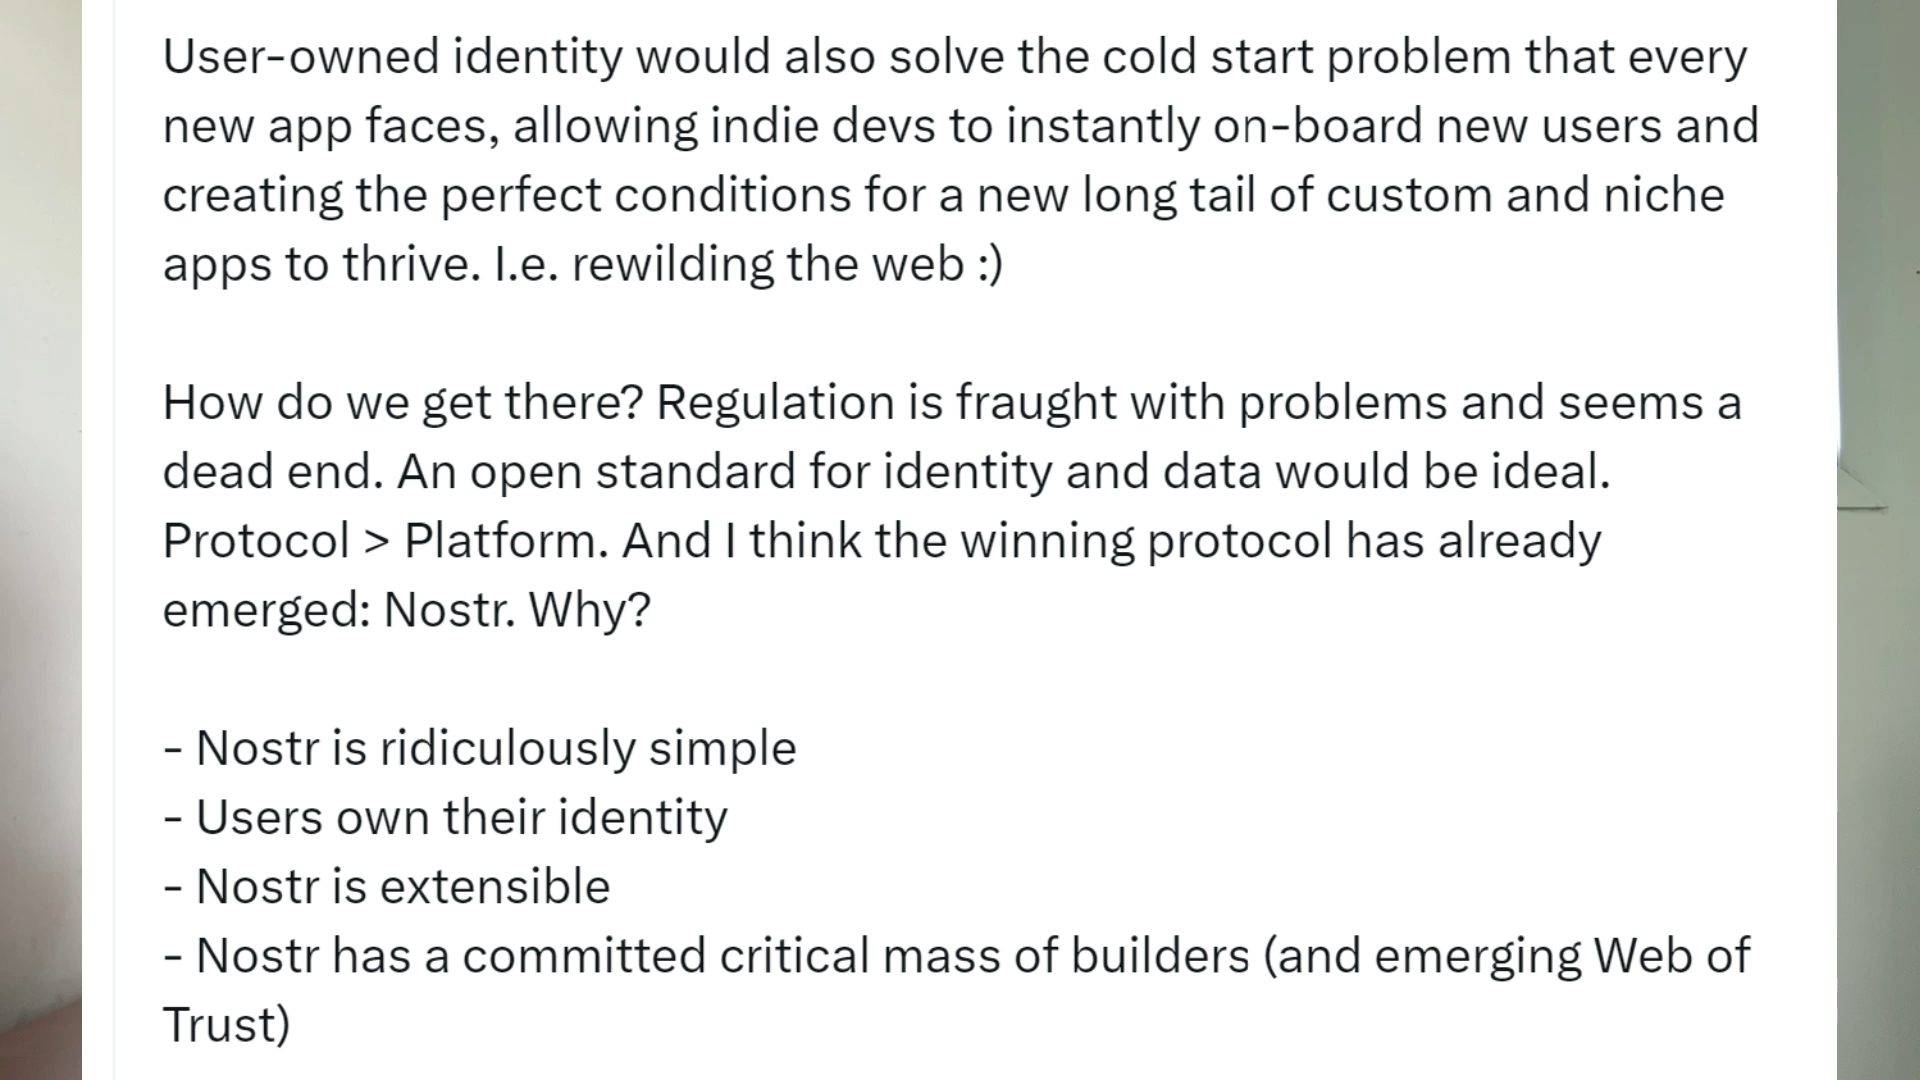 User-owned identity would also solve the cold start problem that every
new app faces, allowing indie devs to instantly on-board new users and
creating the perfect conditions for a new long tail of custom and niche
apps to thrive. I.e. rewilding the web :)
How do we get there? Regulation is fraught with problems and seems a
dead end. An open standard for identity and data would be ideal.
Protocol > Platform. And I think the winning protocol has already
emerged: Nostr. Why?
- Nostr is ridiculously simple
- Users own their identity
- Nostr is extensible
- Nostr has a committed critical mass of builders (and emerging Web of
Trust)